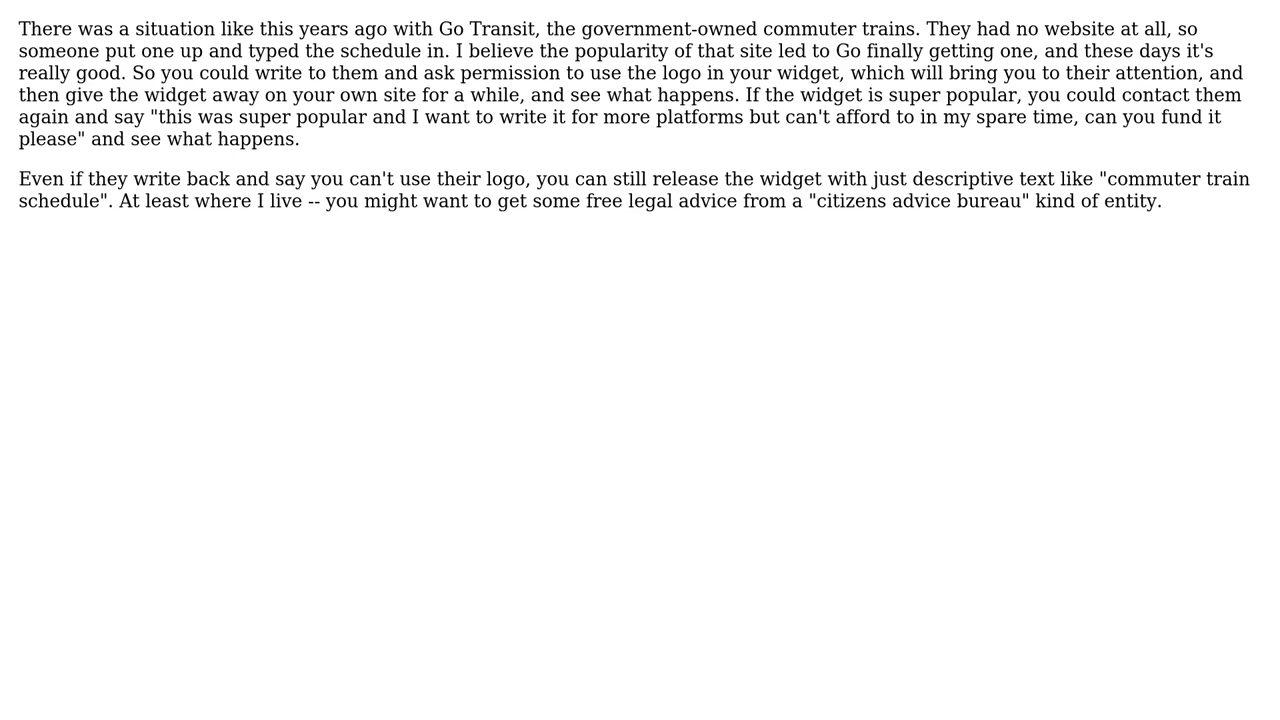 There was a situation like this years ago with Go Transit, the government-owned commuter trains. They had no website at all, so
someone put one up and typed the schedule in. I believe the popularity of that site led to Go finally getting one, and these days it's
really good. So you could write to them and ask permission to use the logo in your widget, which will bring you to their attention, and
then give the widget away on your own site for a while, and see what happens. If the widget is super popular, you could contact them
again and say "this was super popular and I want to write it for more platforms but can't afford to in my spare time, can you fund it
please" and see what happens.
Even if they write back and say you can't use their logo, you can still release the widget with just descriptive text like "commuter train
schedule". At least where I live -- you might want to get some free legal advice from a "citizens advice bureau" kind of entity.